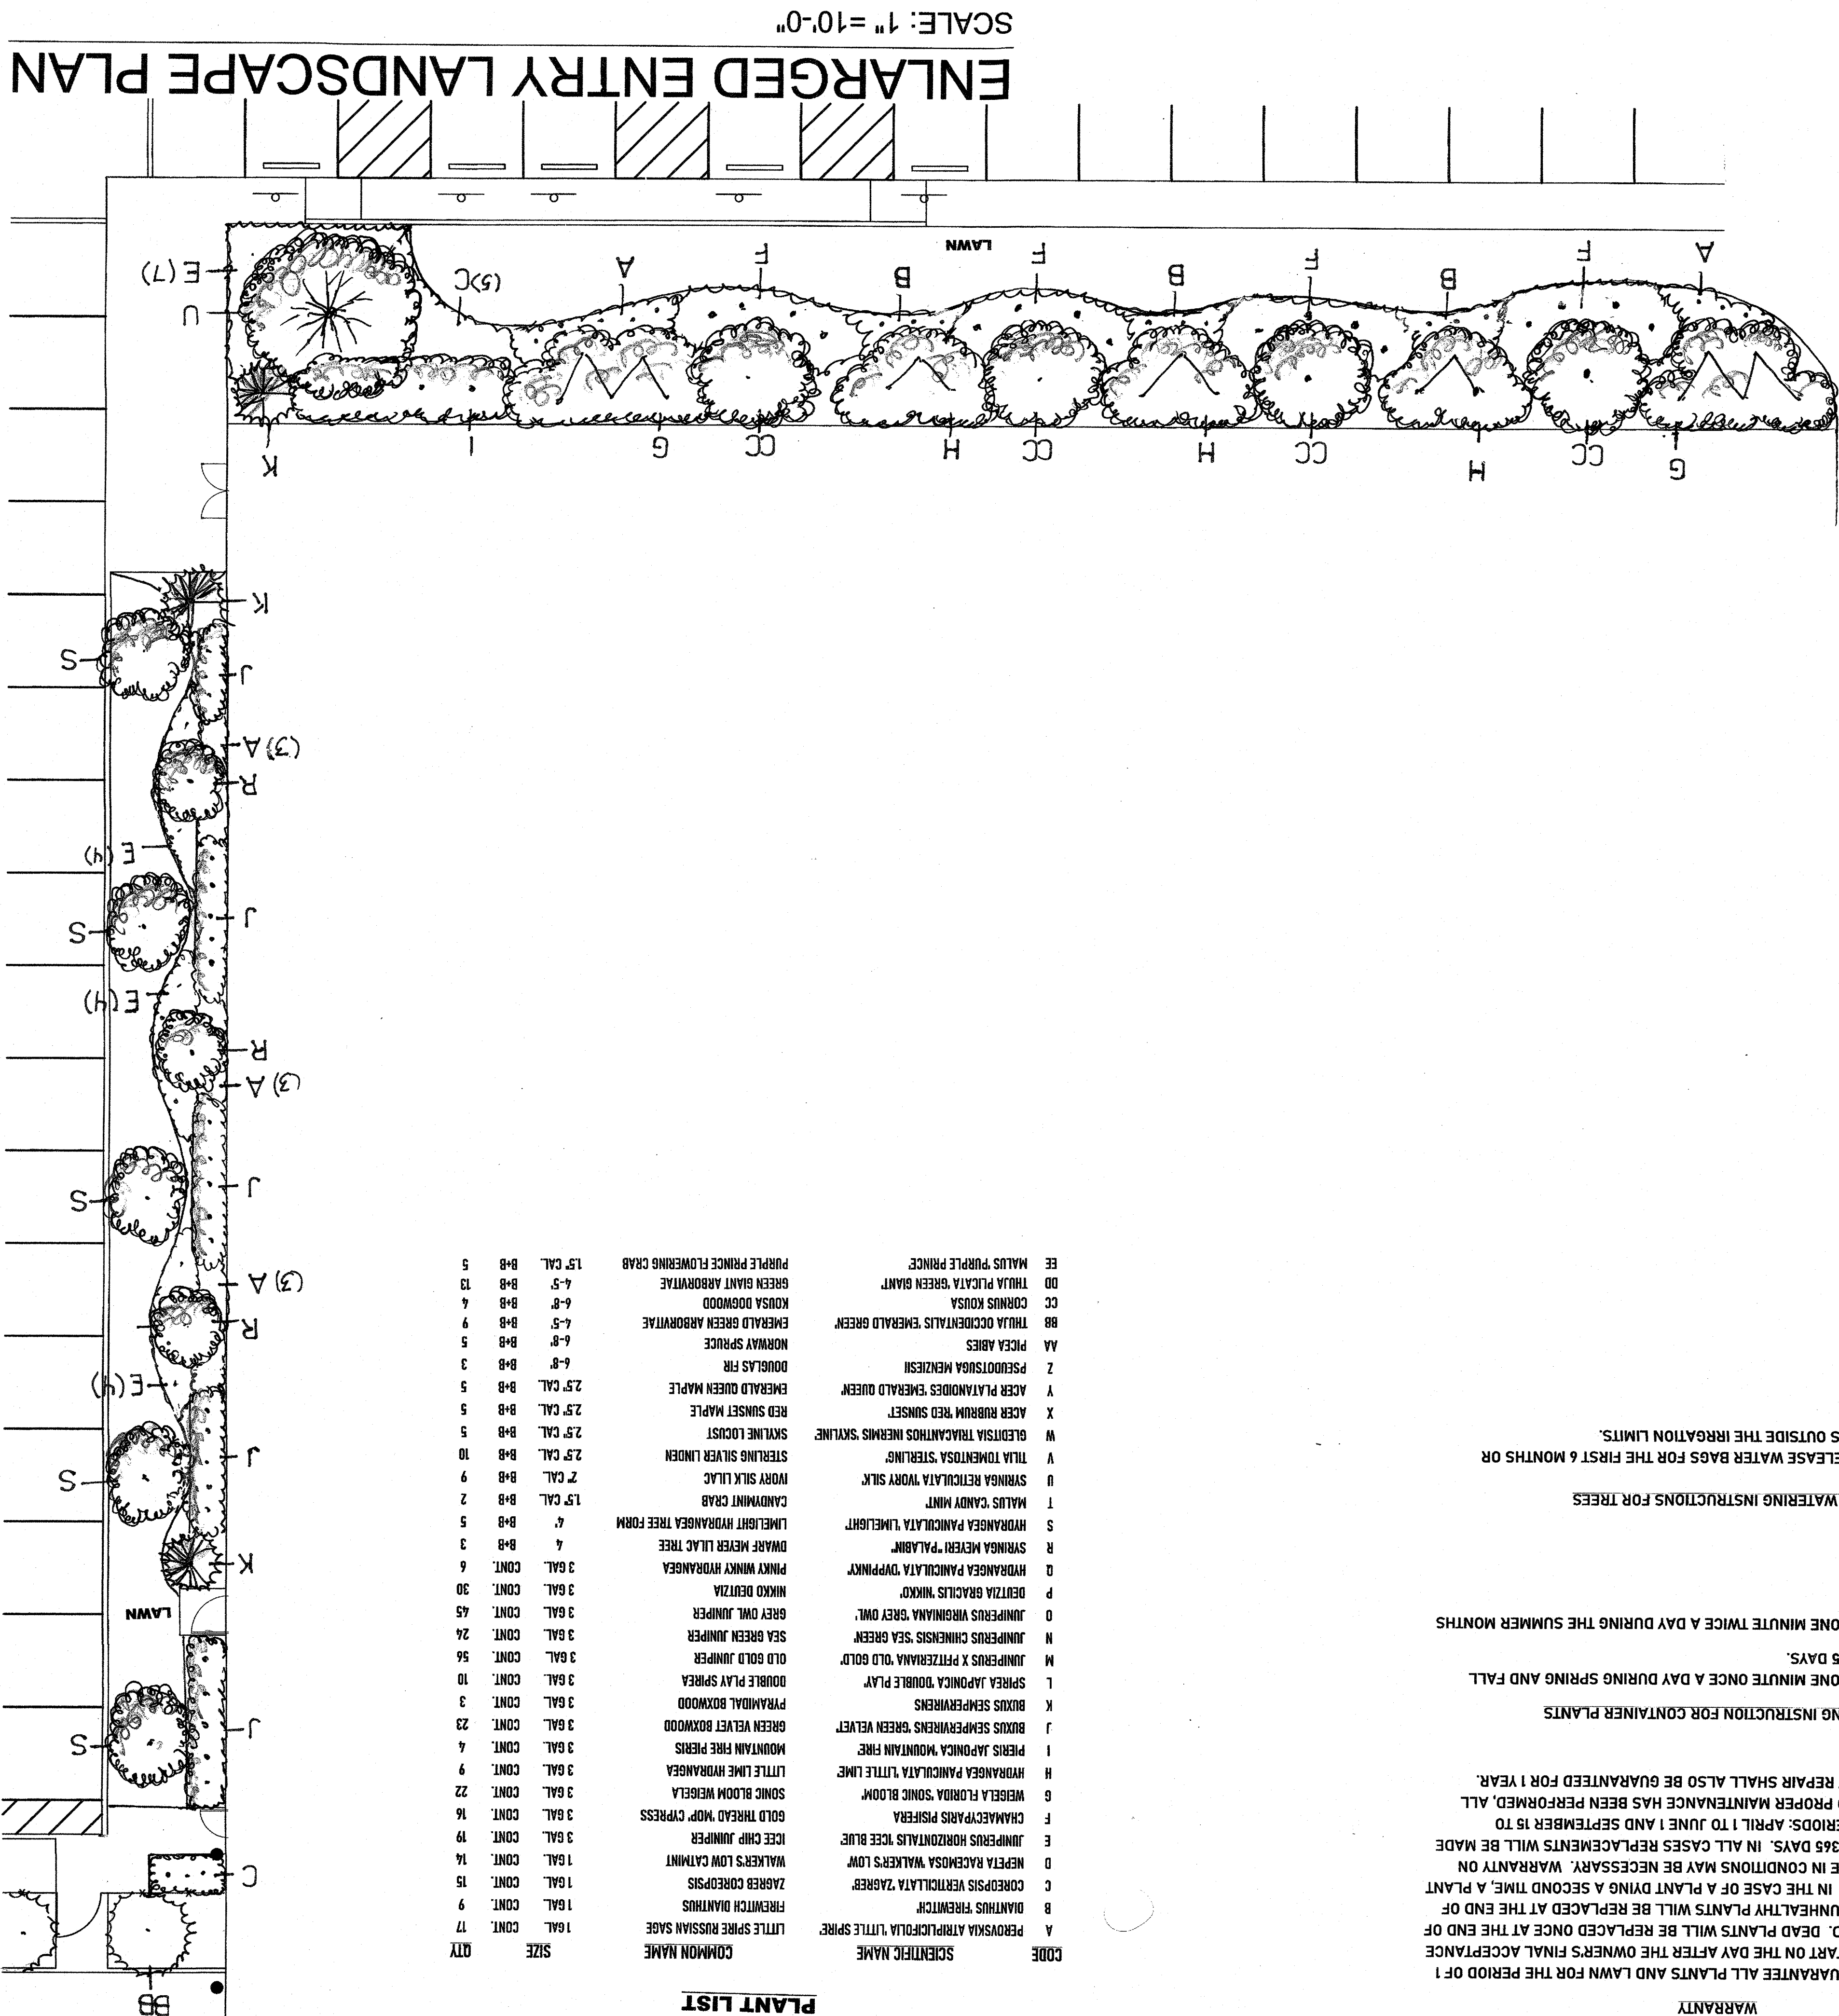 WARRANTY
UARANTEE ALL PLANTS AND LAWN FOR THE PERIOD OF 1
TART ON THE DAY AFTER THE OWNER'S FINAL ACCEPTANCE
D. DEAD PLANTS WILL BE REPLACED ONCE AT THE END OF
UNHEALTHY PLANTS WILL BE REPLACED AT THE END OF
IN THE CASE OF A PLANT DYING A SECOND TIME, A PLANT
E IN CONDITIONS MAY BE NECESSARY. WARRANTY ON
365 DAYS. IN ALL CASES REPLACEMENTS WILL BE MADE
ERIODS: APRIL 1 TO JUNE 1 AND SEPTEMBER 15 TO
D PROPER MAINTENANCE HAS BEEN PERFORMED, ALL
REPAIR SHALL ALSO BE GUARANTEED FOR 1 YEAR.
NG INSTRUCTION FOR CONTAINER PLANTS
ONE MINUTE ONCE A DAY DURING SPRING AND FALL
5 DAYS.
ONE MINUTE TWICE A DAY DURING THE SUMMER MONTHS
WATERING INSTRUCTIONS FOR TREES
ELEASE WATER BAGS FOR THE FIRST 6 MONTHS OR
S OUTSIDE THE IRRGATION LIMITS.
PLANT LIST
CODE SCIENTIFIC NAME COMMON NAME SIZE QTY
A PEROVSKIA ATRIPLICIFOLIA 'LITTLE SPIRE' LITTLE SPIRE RUSSIAN SAGE 1 GAL CONT. 17
B DIANTHUS 'FIREWITCH' FIREWITCH DIANTHUS 1 GAL CONT. 9
C COREOPSIS VERTICILLATA 'ZAGREB' ZAGREB COREOPSIS 1 GAL CONT. 15
D NEPETA RACEMOSA 'WALKER'S LOW' WALKER'S LOW CATMINT 1 GAL CONT. 14
E JUNIPERUS HORIZONTALIS 'ICEE BLUE' ICEE CHIP JUNIPER 3 GAL CONT. 19
F CHAMAECYPARIS PISIFERA GOLD THREAD 'MOP' CYPRESS 3 GAL CONT. 16
G WEIGELA FLORIDA 'SONIC BLOOM' SONIC BLOOM WEIGELA 3 GAL CONT. 22
H HYDRANGEA PANICULATA 'LITTLE LIME' LITTLE LIME HYDRANGEA 3 GAL CONT. 9
I PIERIS JAPONICA 'MOUNTAIN FIRE' MOUNTAIN FIRE PIERIS 3 GAL CONT. 4
J BUXUS SEMPERVIRENS 'GREEN VELVET' GREEN VELVET BOXWOOD 3 GAL CONT. 23
K BUXUS SEMPERVIRENS PYRAMIDAL BOXWOOD 3 GAL CONT. 3
L SPIREA JAPONICA 'DOUBLE PLAY' DOUBLE PLAY SPIREA 3 GAL CONT. 10
M JUNIPERUS X PFITZERIANA 'OLD GOLD' OLD GOLD JUNIPER 3 GAL CONT. 56
N JUNIPERUS CHINENSIS 'SEA GREEN' SEA GREEN JUNIPER 3 GAL CONT. 24
O JUNIPERUS VIRGINIANA 'GREY OWL' GREY OWL JUNIPER 3 GAL CONT. 45
P DEUTZIA GRACILIS 'NIKKO' NIKKO DEUTZIA 3 GAL CONT. 30
Q HYDRANGEA PANICULATA 'DVPPINKY' PINKY WINKY HYDRANGEA 3 GAL CONT. 6
R SYRINGA MEYERI "PALABIN" DWARF MEYER LILAC TREE 4 B+B 3
S HYDRANGEA PANICULATA 'LIMELIGHT' LIMELIGHT HYDRANGEA TREE FORM 4' B+B 5
T MALUS 'CANDY MINT' CANDYMINT CRAB 1.5" CAL B+B 2
U SYRINGA RETICULATA 'IVORY SILK' IVORY SILK LILAC 2" CAL B+B 9
V TILIA TOMENTOSA 'STERLING' STERLING SILVER LINDEN 2.5" CAL B+B 10
W GLEDITSIA TRIACANTHOS INERMIS 'SKYLINE' SKYLINE LOCUST 2.5" CAL. B+B 5
X ACER RUBRUM 'RED SUNSET' RED SUNSET MAPLE 2.5" CAL. B+B 5
Y ACER PLATANOIDES 'EMERALD QUEEN' EMERALD QUEEN MAPLE 2.5" CAL. B+B 5
Z PSEUDOTSUGA MENZIESII DOUGLAS FIR 6-8' B+B 3
AA PICEA ABIES NORWAY SPRUCE 6-8' B+B 5
BB THUJA OCCIDENTALIS 'EMERALD GREEN' EMERALD GREEN ARBORVITAE 4-5' B+B 9
CC CORNUS KOUSA KOUSA DOGWOOD 6-8' B+B 4
DD THUJA PLICATA 'GREEN GIANT' GREEN GIANT ARBORVITAE 4-5' B+B 13
EE MALUS 'PURPLE PRINCE' PURPLE PRINCE FLOWERING CRAB 1.5" CAL. B+B 5
BB
C
J
S
LAWN
K
S
J
E(4)
R
(3) A
S
J
(3) A
R
E(4)
S
J
E(4)
R
(3) A
J
S
K
G CC H CC H CC H CC G I K
U
E (7)
A F B F B F B F A (5) C
LAWN
ENLARGED ENTRY LANDSCAPE PLAN
SCALE: 1" =10'-0"